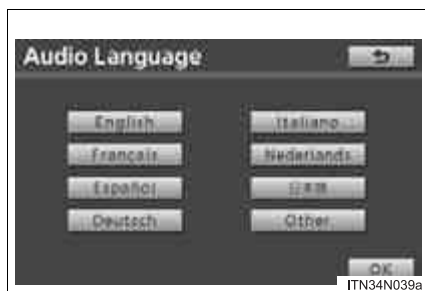 Audio Language
English Italiano
Français Nederlands
Español 日本語
Deutsch Other
OK
ITN34N039a